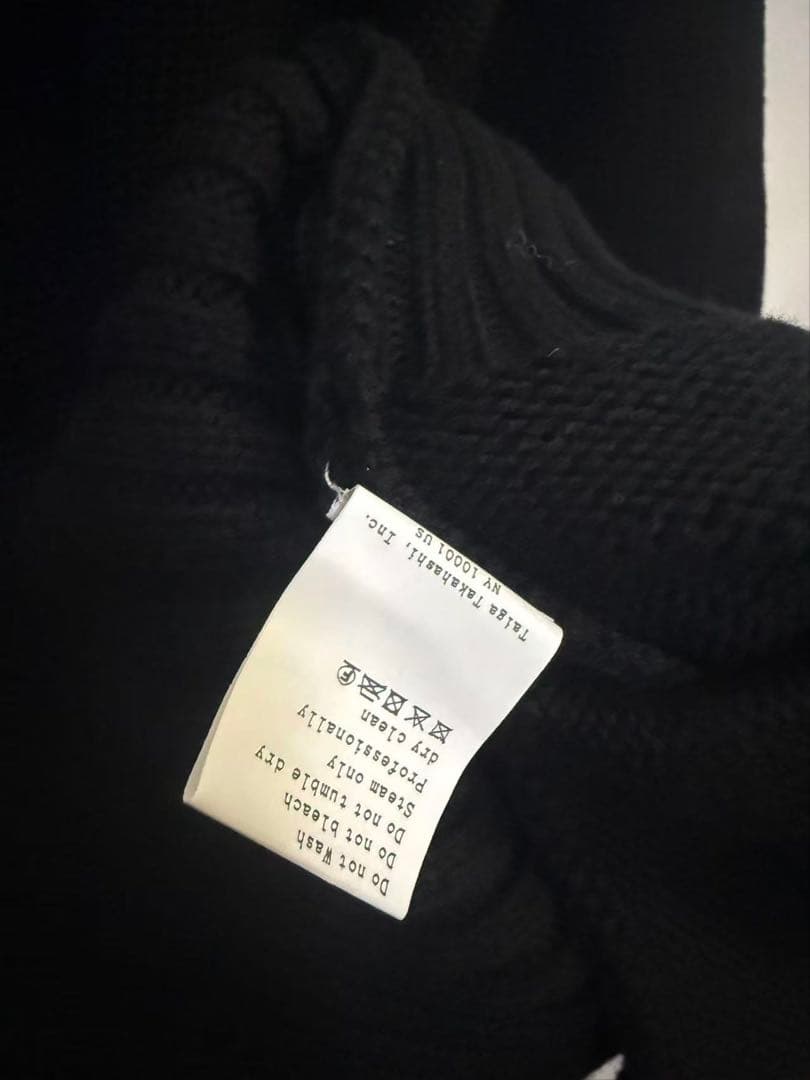 Do not Wash
Do not bleach
Do not tumble dry
Steam only
Professionally
dry clean
F
Taiga Takahashi, Inc.
NY 10001 US